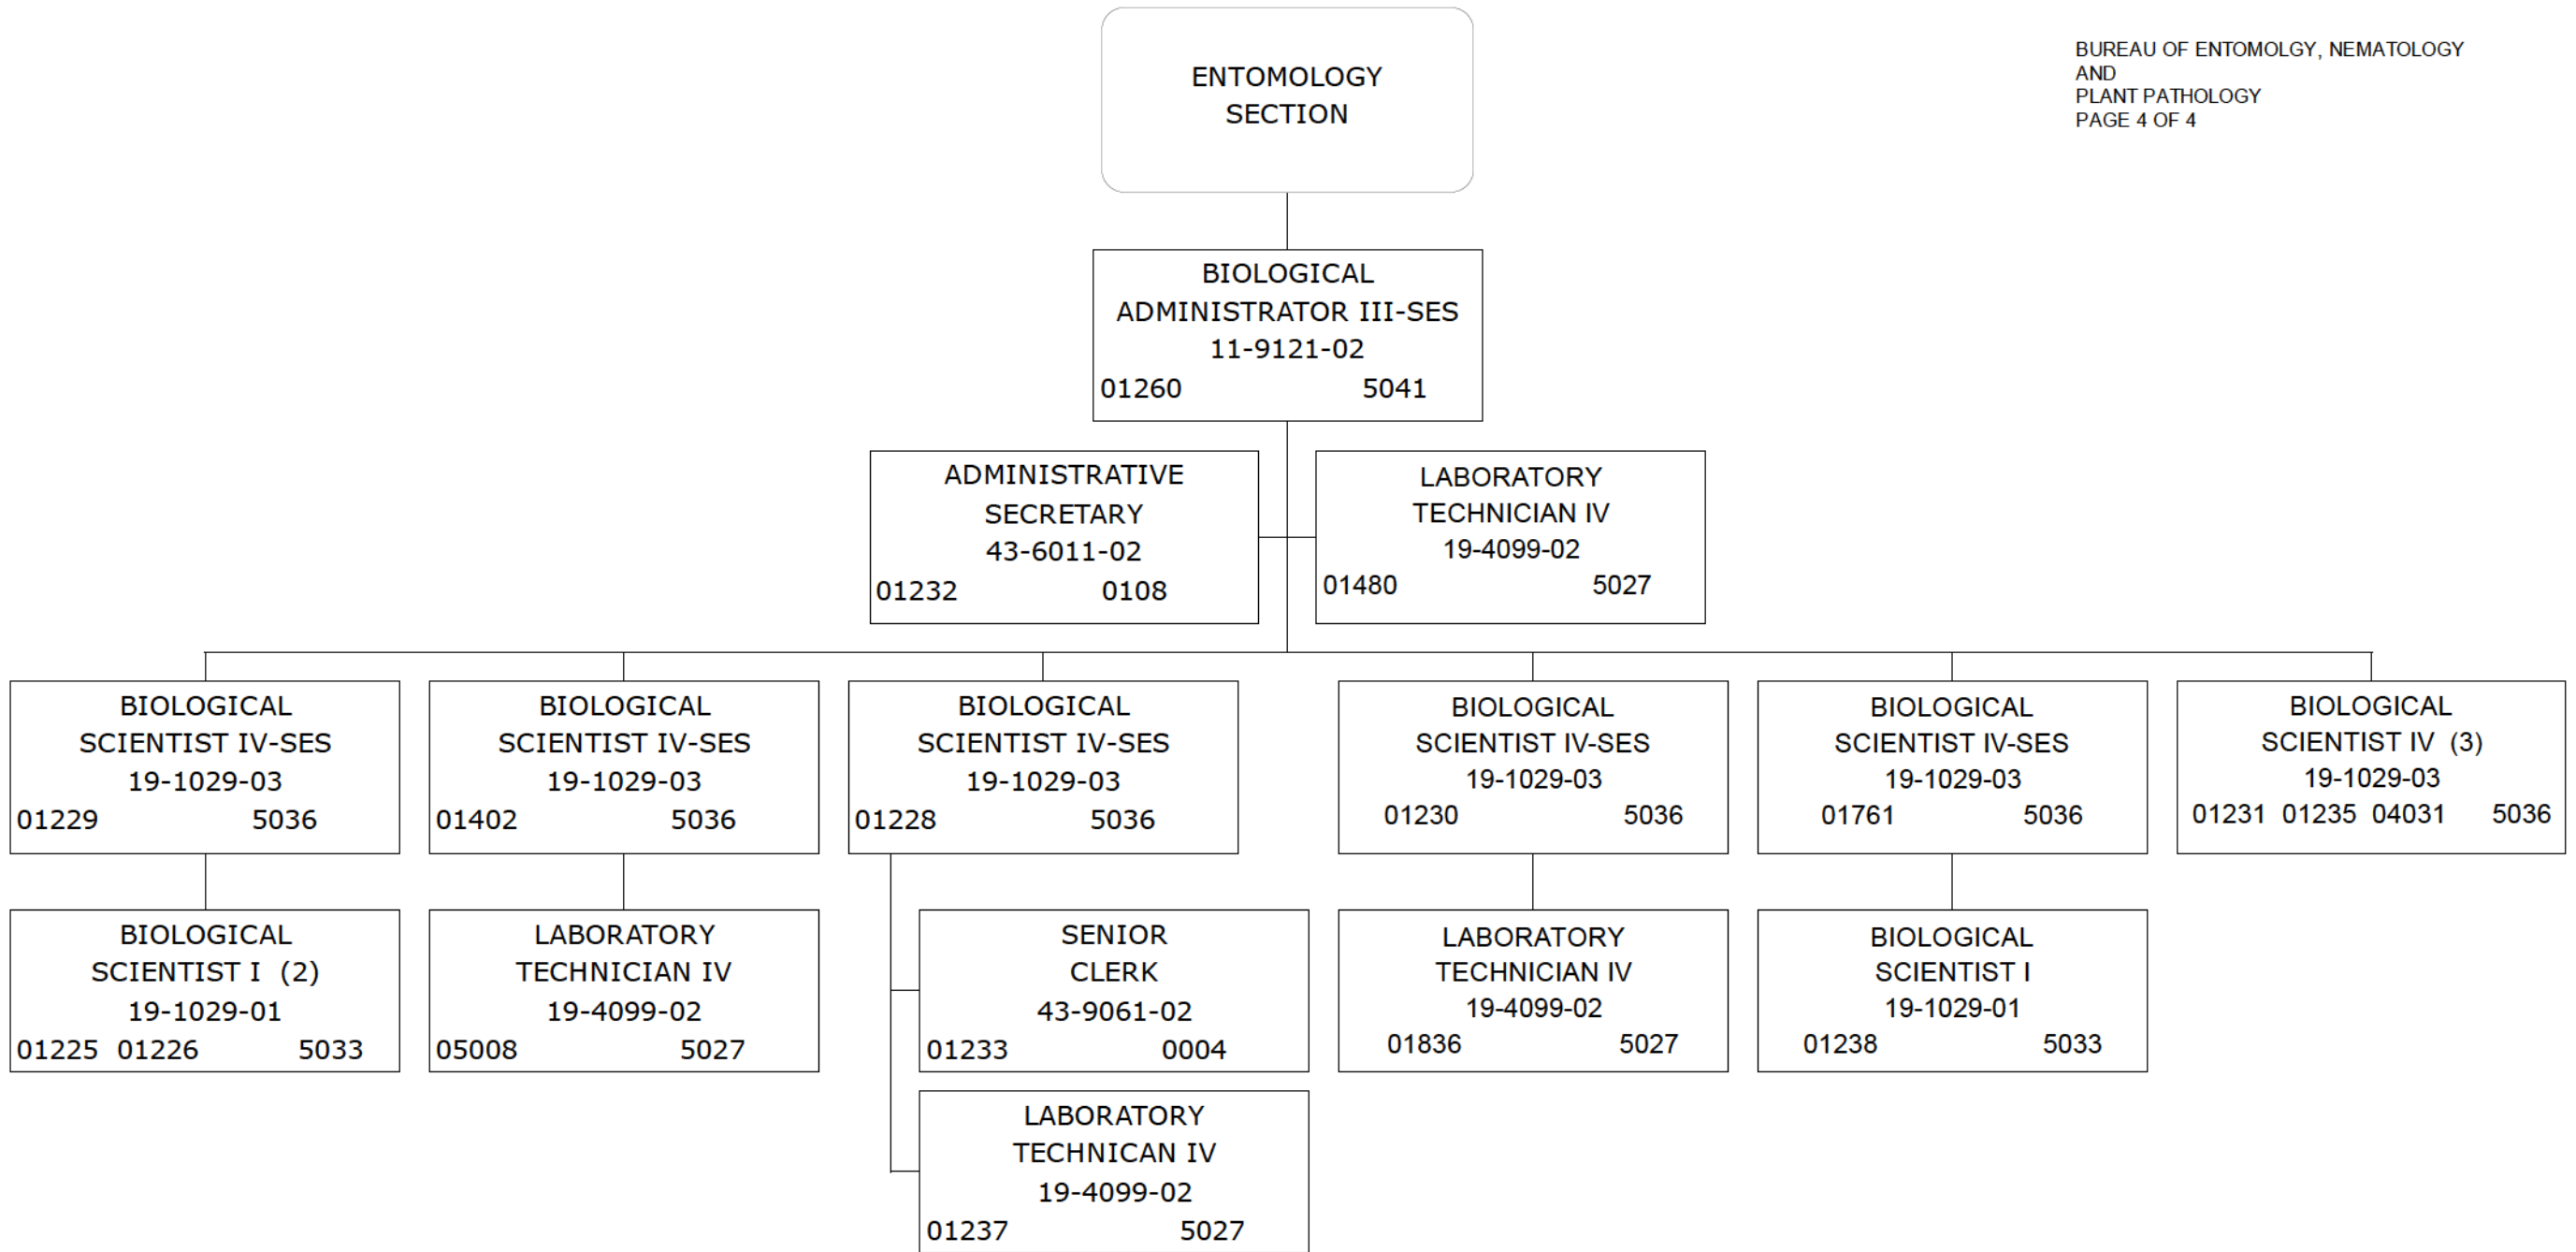 ENTOMOLOGY
SECTION
BUREAU OF ENTOMOLGY, NEMATOLOGY
AND
PLANT PATHOLOGY
PAGE 4 OF 4
BIOLOGICAL
ADMINISTRATOR III-SES
11-9121-02
01260 5041
ADMINISTRATIVE
SECRETARY
43-6011-02
01232 0108
LABORATORY
TECHNICIAN IV
19-4099-02
01480 5027
BIOLOGICAL
SCIENTIST IV-SES
19-1029-03
01229 5036
BIOLOGICAL
SCIENTIST IV-SES
19-1029-03
01402 5036
BIOLOGICAL
SCIENTIST IV-SES
19-1029-03
01228 5036
BIOLOGICAL
SCIENTIST IV-SES
19-1029-03
01230 5036
BIOLOGICAL
SCIENTIST IV-SES
19-1029-03
01761 5036
BIOLOGICAL
SCIENTIST IV (3)
19-1029-03
01231 01235 04031 5036
BIOLOGICAL
SCIENTIST I (2)
19-1029-01
01225 01226 5033
LABORATORY
TECHNICIAN IV
19-4099-02
05008 5027
SENIOR
CLERK
43-9061-02
01233 0004
LABORATORY
TECHNICIAN IV
19-4099-02
01836 5027
BIOLOGICAL
SCIENTIST I
19-1029-01
01238 5033
LABORATORY
TECHNICAN IV
19-4099-02
01237 5027